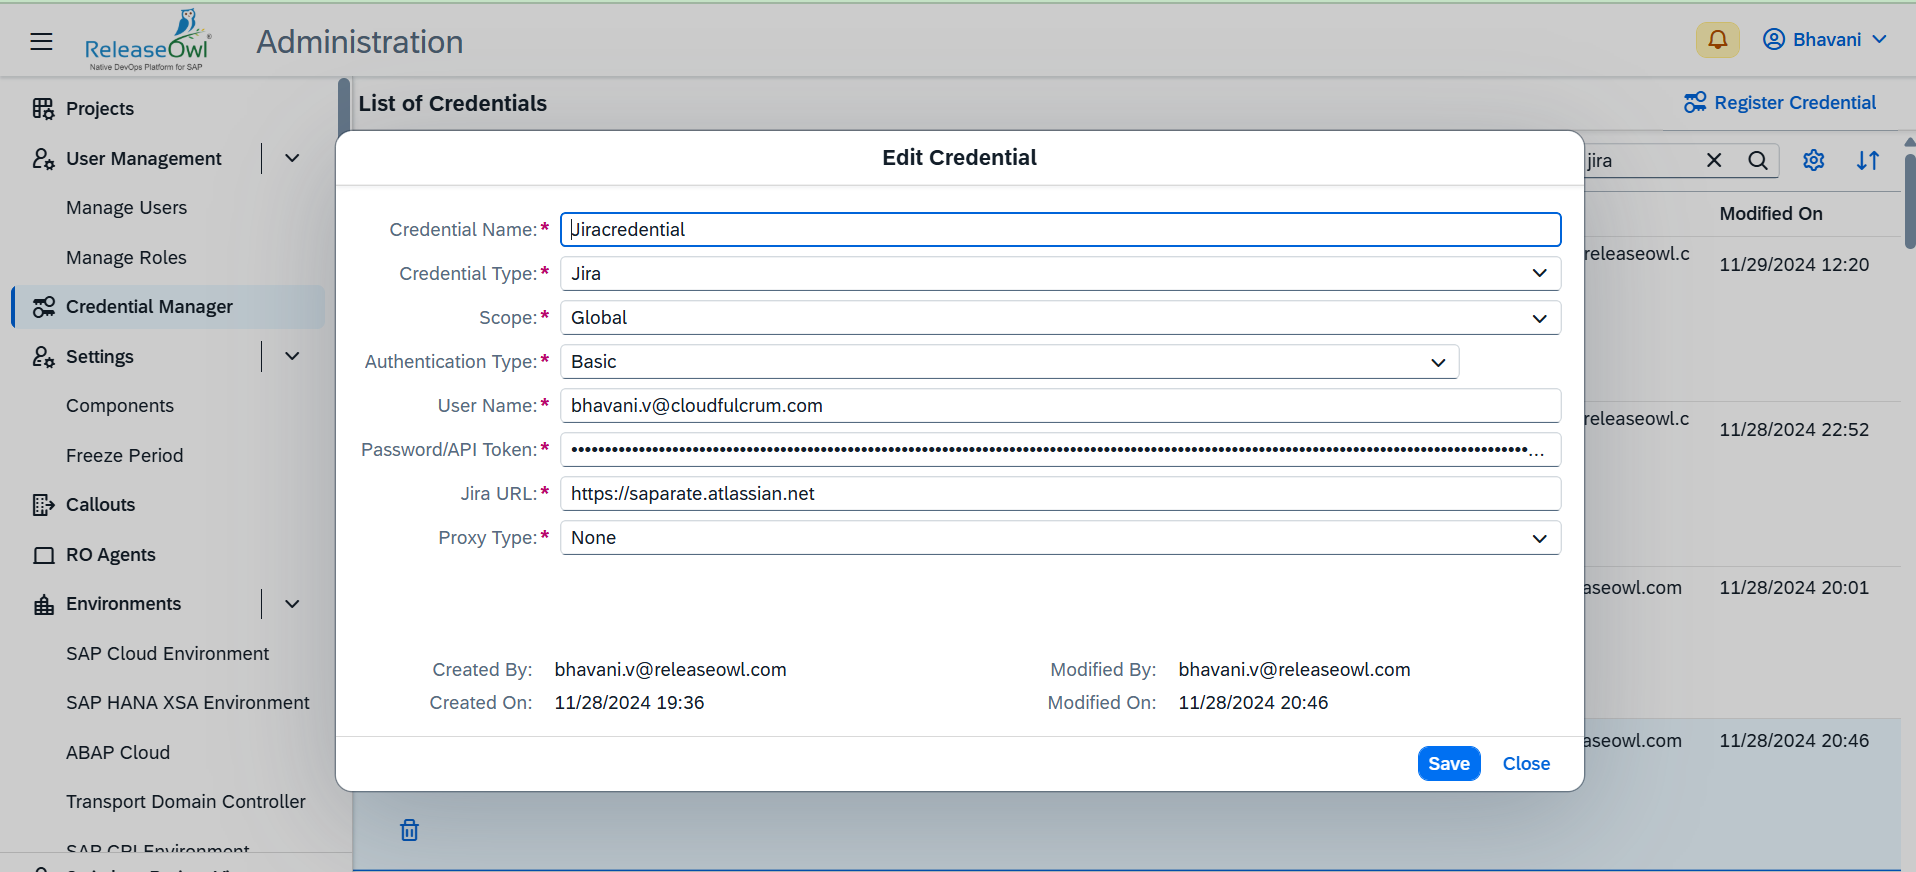 ReleaseOwl
Native DevOps Platform for SAP
Administration
Bhavani
Projects
User Management
Manage Users
Manage Roles
Credential Manager
Settings
Components
Freeze Period
Callouts
RO Agents
Environments
SAP Cloud Environment
SAP HANA XSA Environment
ABAP Cloud
Transport Domain Controller
SAP CPI Environment
List of Credentials
Register Credential
jira
Modified On
releaseowl.c
11/29/2024 12:20
releaseowl.c
11/28/2024 22:52
aseowl.com
11/28/2024 20:01
aseowl.com
11/28/2024 20:46
Edit Credential
Credential Name:* Jiracredential
Credential Type:* Jira
Scope:* Global
Authentication Type:* Basic
User Name:* bhavani.v@cloudfulcrum.com
Password/API Token:*
Jira URL:* https://saparate.atlassian.net
Proxy Type:* None
Created By: bhavani.v@releaseowl.com
Modified By: bhavani.v@releaseowl.com
Created On: 11/28/2024 19:36
Modified On: 11/28/2024 20:46
Save
Close